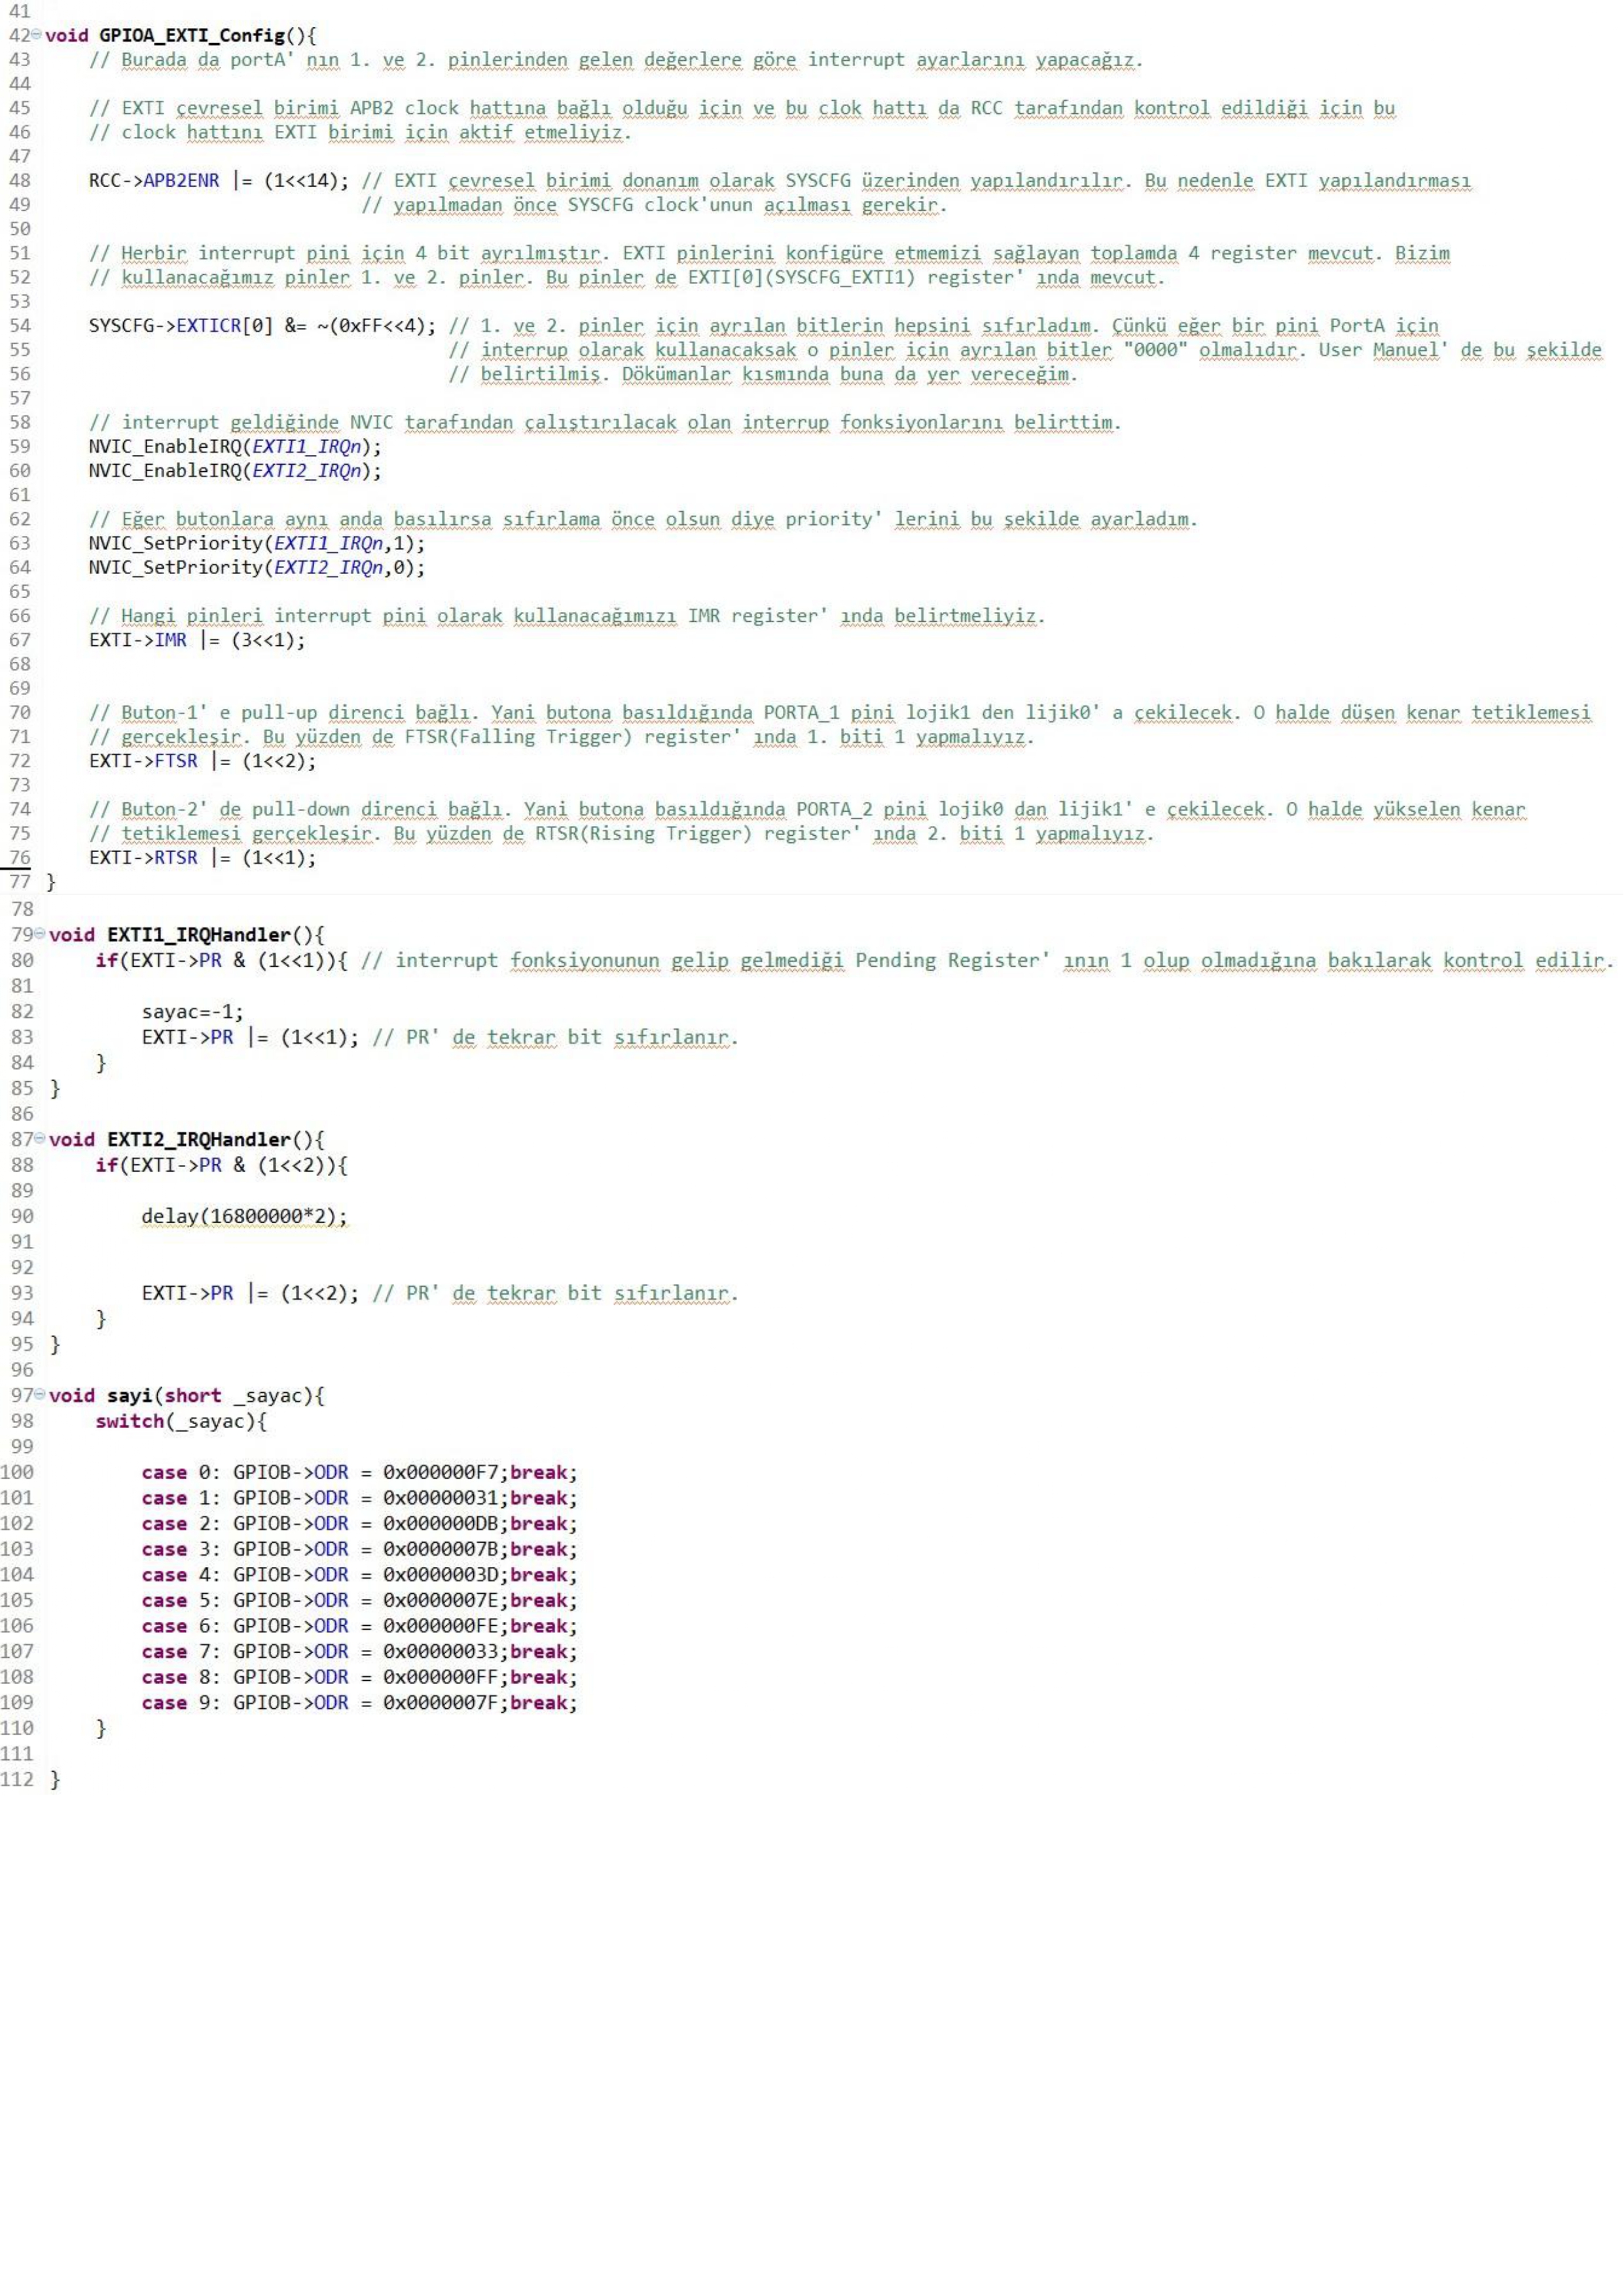 41
42 void GPIOA_EXTI_Config(){
43 // Burada da portA' nın 1. ve 2. pinlerinden gelen değerlere göre interrupt ayarlarını yapacağız.
44
45 // EXTI çevresel birimi APB2 clock hattına bağlı olduğu için ve bu clok hattı da RCC tarafından kontrol edildiği için bu
46 // clock hattını EXTI birimi için aktif etmeliyiz.
47
48 RCC->APB2ENR |= (1<<14); // EXTI çevresel birimi donanım olarak SYSCFG üzerinden yapılandırılır. Bu nedenle EXTI yapılandırması
49 // yapılmadan önce SYSCFG clock'unun açılması gerekir.
50
51 // Herbir interrupt pini için 4 bit ayrılmıştır. EXTI pinlerini konfigüre etmemizi sağlayan toplamda 4 register mevcut. Bizim
52 // kullanacağımız pinler 1. ve 2. pinler. Bu pinler de EXTI[0](SYSCFG_EXTI1) register' ında mevcut.
53
54 SYSCFG->EXTICR[0] &= ~(0xFF<<4); // 1. ve 2. pinler için ayrılan bitlerin hepsini sıfırladım. Çünkü eğer bir pini PortA için
55 // interrup olarak kullanacaksak o pinler için ayrılan bitler "0000" olmalıdır. User Manuel' de bu şekilde
56 // belirtilmiş. Dökümanlar kısmında buna da yer vereceğim.
57
58 // interrupt geldiğinde NVIC tarafından çalıştırılacak olan interrup fonksiyonlarını belirttim.
59 NVIC_EnableIRQ(EXTI1_IRQn);
60 NVIC_EnableIRQ(EXTI2_IRQn);
61
62 // Eğer butonlara aynı anda basılırsa sıfırlama önce olsun diye priority' lerini bu şekilde ayarladım.
63 NVIC_SetPriority(EXTI1_IRQn,1);
64 NVIC_SetPriority(EXTI2_IRQn,0);
65
66 // Hangi pinleri interrupt pini olarak kullanacağımızı IMR register' ında belirtmeliyiz.
67 EXTI->IMR |= (3<<1);
68
69
70 // Buton-1' e pull-up direnci bağlı. Yani butona basıldığında PORTA_1 pini lojik1 den lijik0' a çekilecek. O halde düşen kenar tetiklemesi
71 // gerçekleşir. Bu yüzden de FTSR(Falling Trigger) register' ında 1. biti 1 yapmalıyız.
72 EXTI->FTSR |= (1<<2);
73
74 // Buton-2' de pull-down direnci bağlı. Yani butona basıldığında PORTA_2 pini lojik0 dan lijik1' e çekilecek. O halde yükselen kenar
75 // tetiklemesi gerçekleşir. Bu yüzden de RTSR(Rising Trigger) register' ında 2. biti 1 yapmalıyız.
76 EXTI->RTSR |= (1<<1);
77 }
78
79 void EXTI1_IRQHandler(){
80 if(EXTI->PR & (1<<1)){ // interrupt fonksiyonunun gelip gelmediği Pending Register' ının 1 olup olmadığına bakılarak kontrol edilir.
81
82 sayac=-1;
83 EXTI->PR |= (1<<1); // PR' de tekrar bit sıfırlanır.
84 }
85 }
86
87 void EXTI2_IRQHandler(){
88 if(EXTI->PR & (1<<2)){
89
90 delay(16800000*2);
91
92
93 EXTI->PR |= (1<<2); // PR' de tekrar bit sıfırlanır.
94 }
95 }
96
97 void sayi(short _sayac){
98 switch(_sayac){
99
100 case 0: GPIOB->ODR = 0x000000F7;break;
101 case 1: GPIOB->ODR = 0x00000031;break;
102 case 2: GPIOB->ODR = 0x000000DB;break;
103 case 3: GPIOB->ODR = 0x0000007B;break;
104 case 4: GPIOB->ODR = 0x0000003D;break;
105 case 5: GPIOB->ODR = 0x0000007E;break;
106 case 6: GPIOB->ODR = 0x000000FE;break;
107 case 7: GPIOB->ODR = 0x00000033;break;
108 case 8: GPIOB->ODR = 0x000000FF;break;
109 case 9: GPIOB->ODR = 0x0000007F;break;
110 }
111
112 }